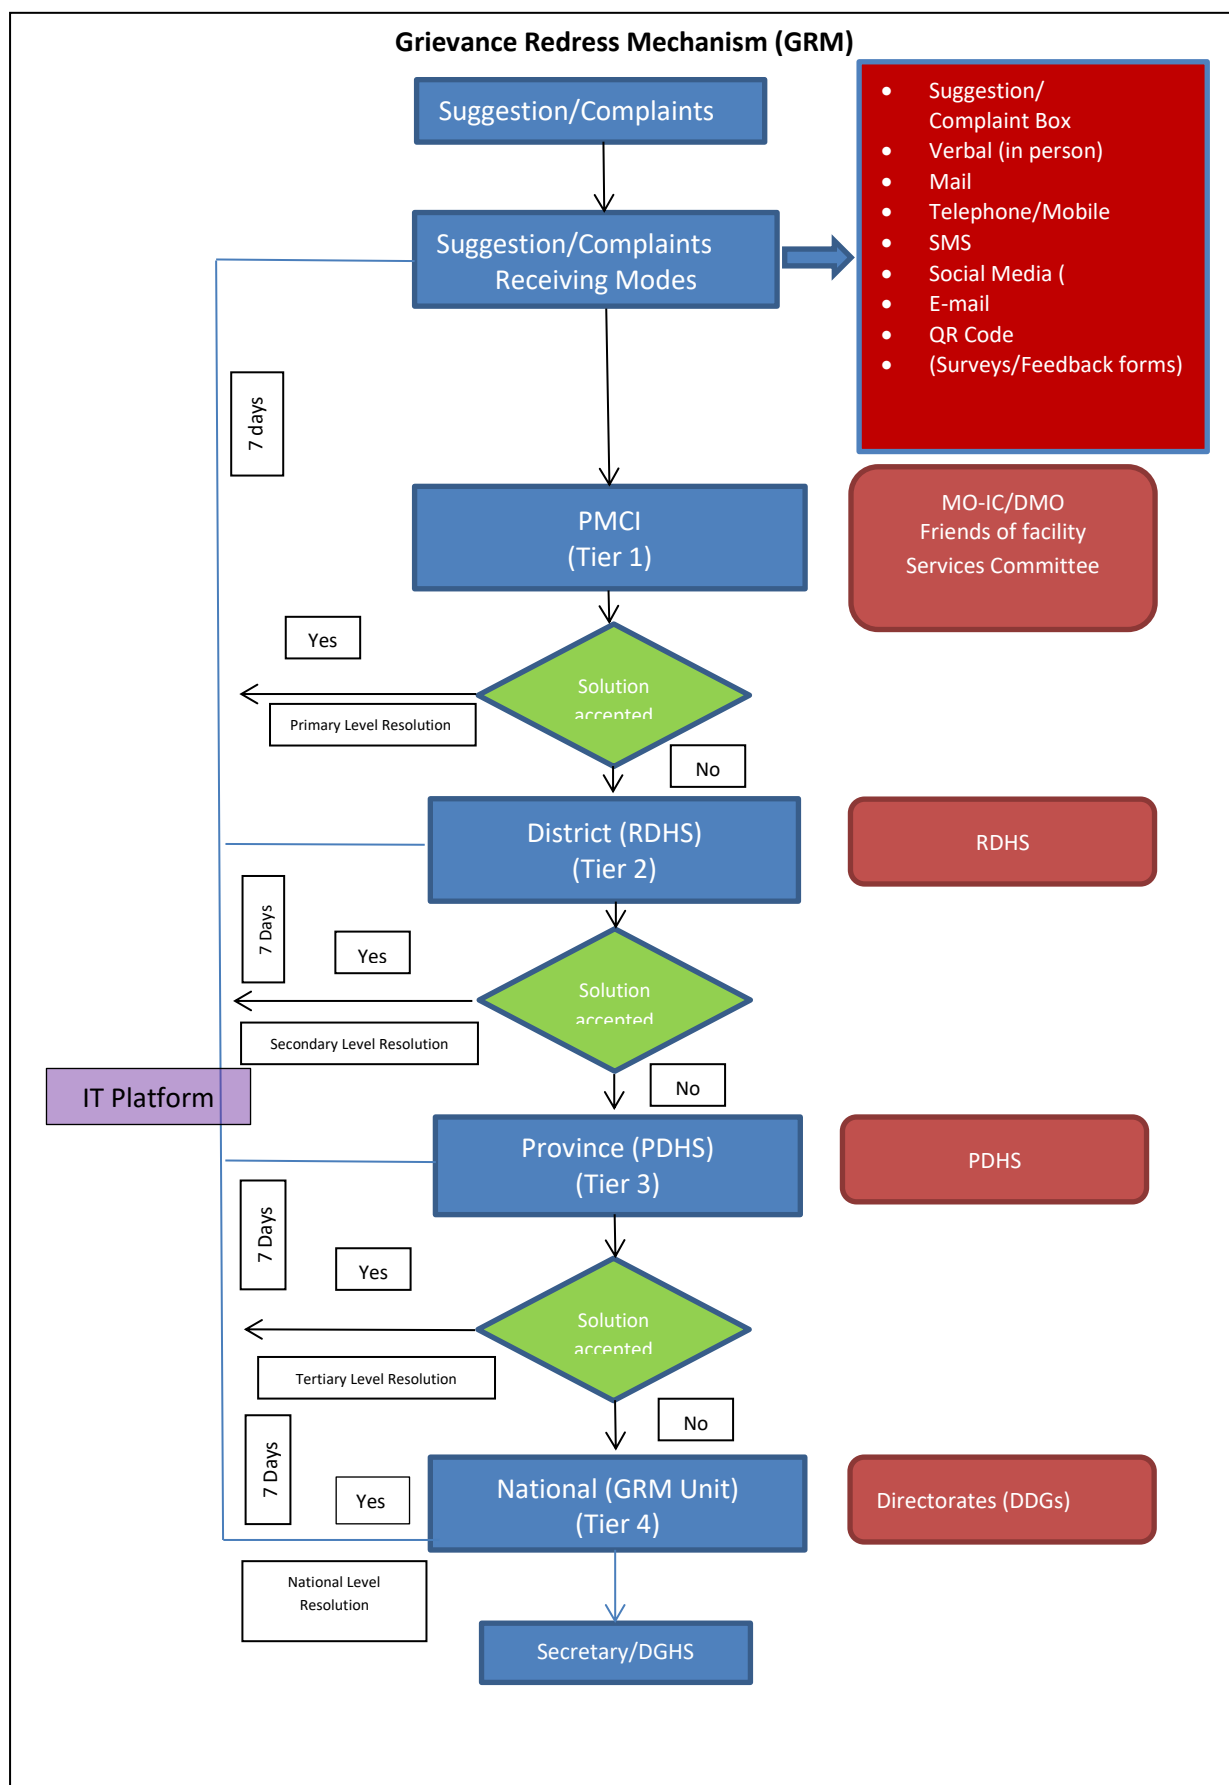 Grievance Redress Mechanism (GRM)
Suggestion/Complaints
• Suggestion/
Complaint Box
• Verbal (in person)
• Mail
• Telephone/Mobile
• SMS
• Social Media (
• E-mail
• QR Code
• (Surveys/Feedback forms)
Suggestion/Complaints
Receiving Modes
7 days
PMCI
(Tier 1)
MO-IC/DMO
Friends of facility
Services Committee
Yes
Solution
accepted
Primary Level Resolution
No
District (RDHS)
(Tier 2)
RDHS
7 Days
Yes
Solution
accepted
Secondary Level Resolution
No
IT Platform
Province (PDHS)
(Tier 3)
PDHS
7 Days
Yes
Solution
accepted
Tertiary Level Resolution
No
7 Days
Yes
National (GRM Unit)
(Tier 4)
Directorates (DDGs)
National Level
Resolution
Secretary/DGHS